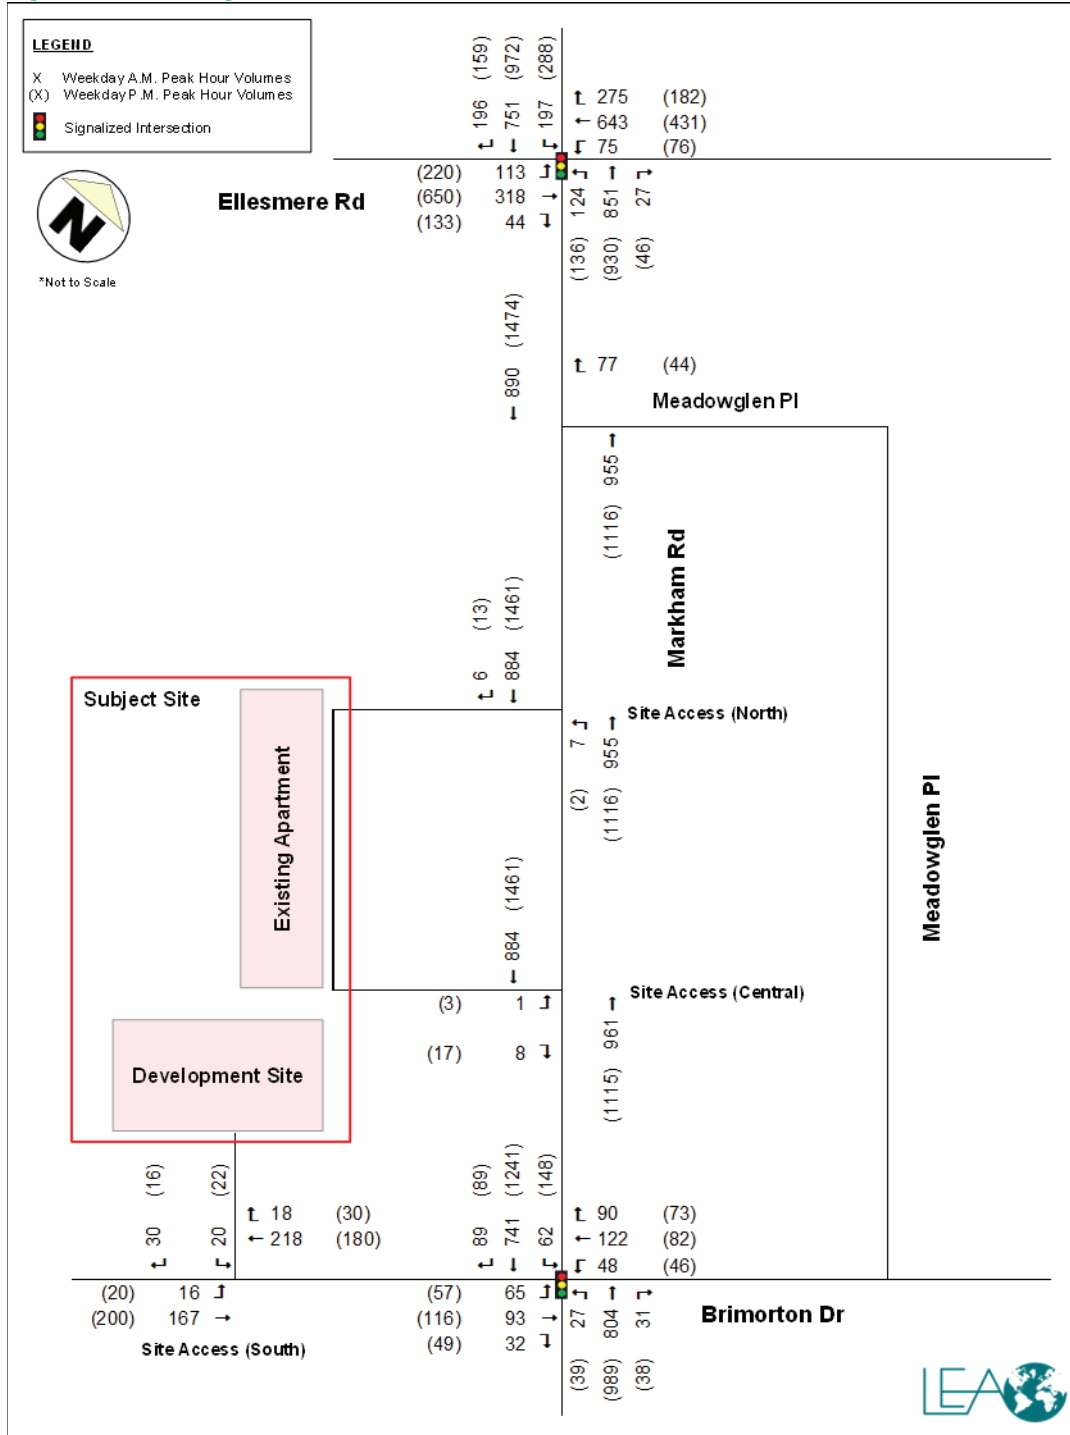 LEGEND
X Weekday A.M. Peak Hour Volumes
(X) Weekday P.M. Peak Hour Volumes
Signalized Intersection
N
*Not to Scale
(159) (972) (288)
196 751 197
275 (182)
643 (431)
75 (76)
Ellesmere Rd
(220) 113
(650) 318
(133) 44
124 851 27
(136) (930) (46)
(1474)
890
77 (44)
Meadowglen Pl
955
(1116)
Markham Rd
(13) (1461)
6 884
Subject Site
Existing Apartment
Site Access (North)
7 955
(2) (1116)
Meadowglen Pl
(1461)
884
Site Access (Central)
(3) 1
(17) 8
961
(1115)
Development Site
(16) (22)
30 20
18 (30)
218 (180)
(89) (1241) (148)
89 741 62
90 (73)
122 (82)
48 (46)
(20) 16
(200) 167
Site Access (South)
(57) 65
(116) 93
(49) 32
27 804 31
(39) (989) (38)
Brimorton Dr
LEA